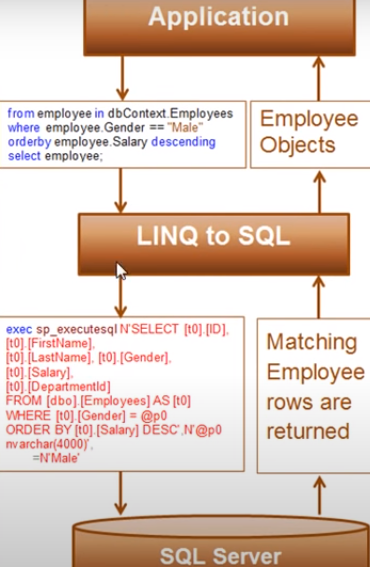 Application
from employee in dbContext.Employees
where employee.Gender == "Male"
orderby employee.Salary descending
select employee;
Employee
Objects
LINQ to SQL
exec sp_executesql N'SELECT [t0].[ID],
[t0].[FirstName],
[t0].[LastName], [t0].[Gender],
[t0].[Salary],
[t0].[DepartmentId]
FROM [dbo].[Employees] AS [t0]
WHERE [t0].[Gender] = @p0
ORDER BY [t0].[Salary] DESC',N'@p0
nvarchar(4000)',
=N'Male'
Matching
Employee
rows are
returned
SQL Server